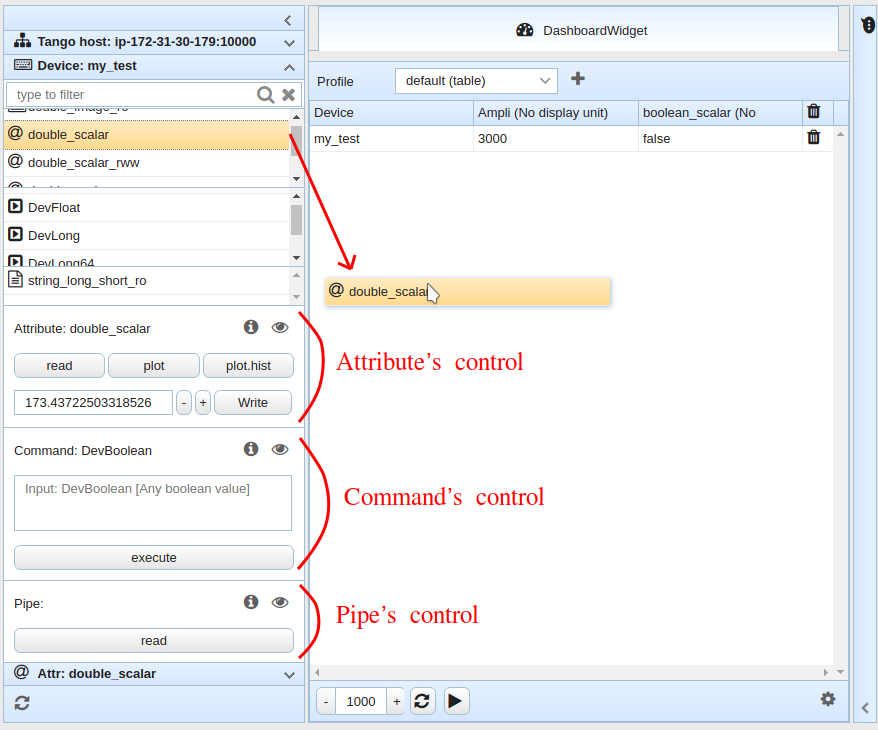 Tango host: ip-172-31-30-179:10000
Device: my_test
type to filter
double_image_ro
@ double_scalar
@ double_scalar_rww
DevFloat
DevLong
DevLong64
string_long_short_ro
Attribute: double_scalar
read plot plot.hist
173.43722503318526 - + Write
Command: DevBoolean
Input: DevBoolean [Any boolean value]
execute
Pipe:
read
@ Attr: double_scalar
DashboardWidget
Profile default (table) +
Device Ampli (No display unit) boolean_scalar (No
my_test 3000 false
@ double_scalar
Attribute's control
Command's control
Pipe's control
- 1000 +